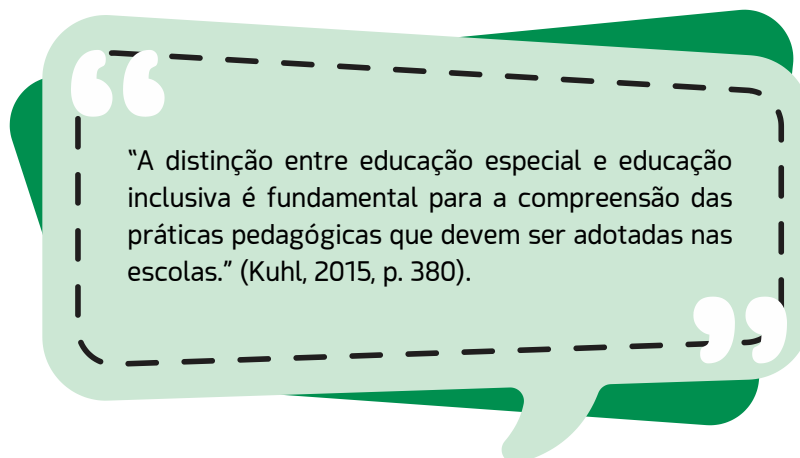 “A distinção entre educação especial e educação
inclusiva é fundamental para a compreensão das
práticas pedagógicas que devem ser adotadas nas
escolas.” (Kuhl, 2015, p. 380).